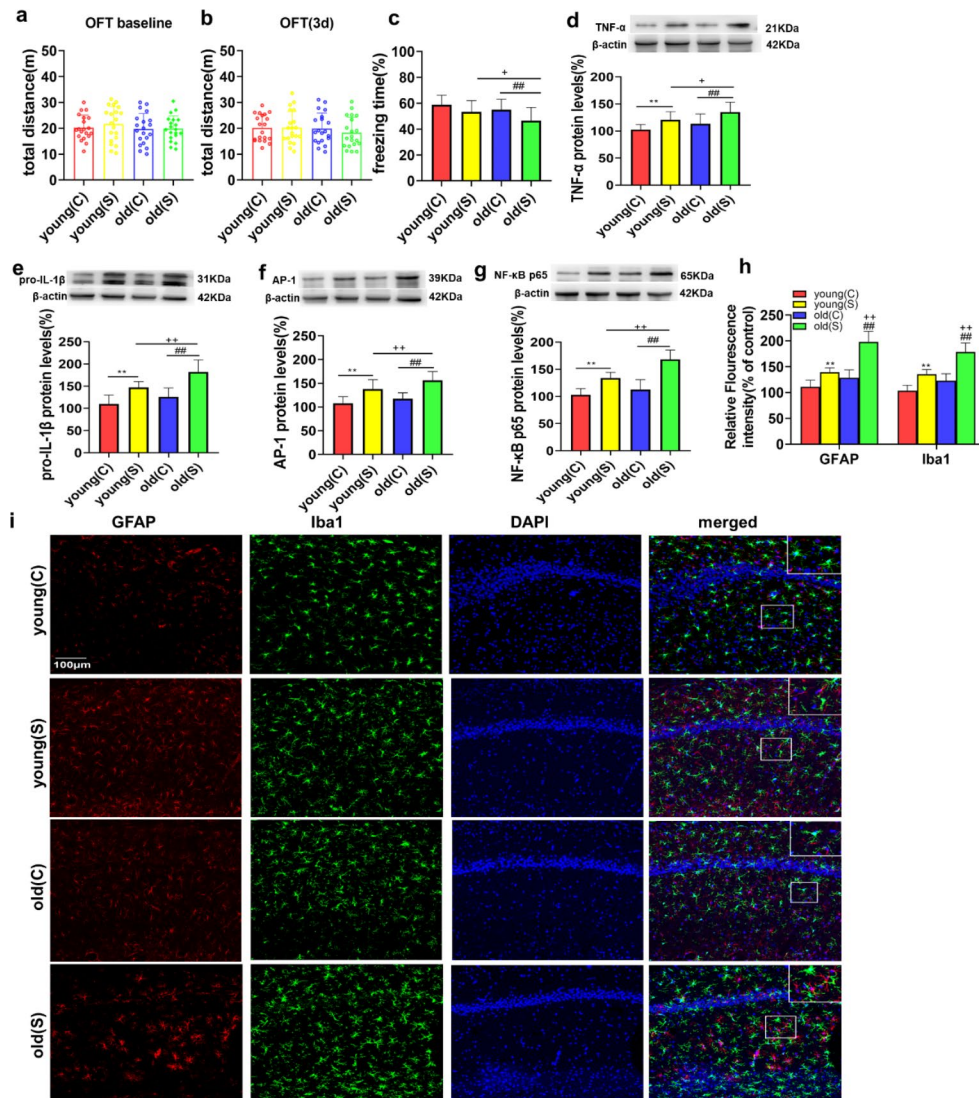 a
OFT baseline
total distance(m)
50
40
30
20
10
0
young(C)
young(S)
old(C)
old(S)
b
OFT(3d)
total distance(m)
50
40
30
20
10
0
young(C)
young(S)
old(C)
old(S)
c
freezing time(%)
100
80
60
40
20
0
+
##
young(C)
young(S)
old(C)
old(S)
d
TNF-α
21KDa
β-actin
42KDa
TNF-α protein levels(%)
200
150
100
50
0
+
** ##
young(C)
young(S)
old(C)
old(S)
e
pro-IL-1β
31KDa
β-actin
42KDa
pro-IL-1β protein levels(%)
250
200
150
100
50
0
++
** ##
young(C)
young(S)
old(C)
old(S)
f
AP-1
39KDa
β-actin
42KDa
AP-1 protein levels(%)
250
200
150
100
50
0
++
** ##
young(C)
young(S)
old(C)
old(S)
g
NF-κB p65
65KDa
β-actin
42KDa
NF-κB p65 protein levels(%)
250
200
150
100
50
0
++
** ##
young(C)
young(S)
old(C)
old(S)
h
young(C)
young(S)
old(C)
old(S)
Relative Flourescence
intensity(% of control)
250
200
150
100
50
0
**
++
##
**
++
##
GFAP
Iba1
i
GFAP Iba1 DAPI merged
young(C)
100μm
young(S)
old(C)
old(S)